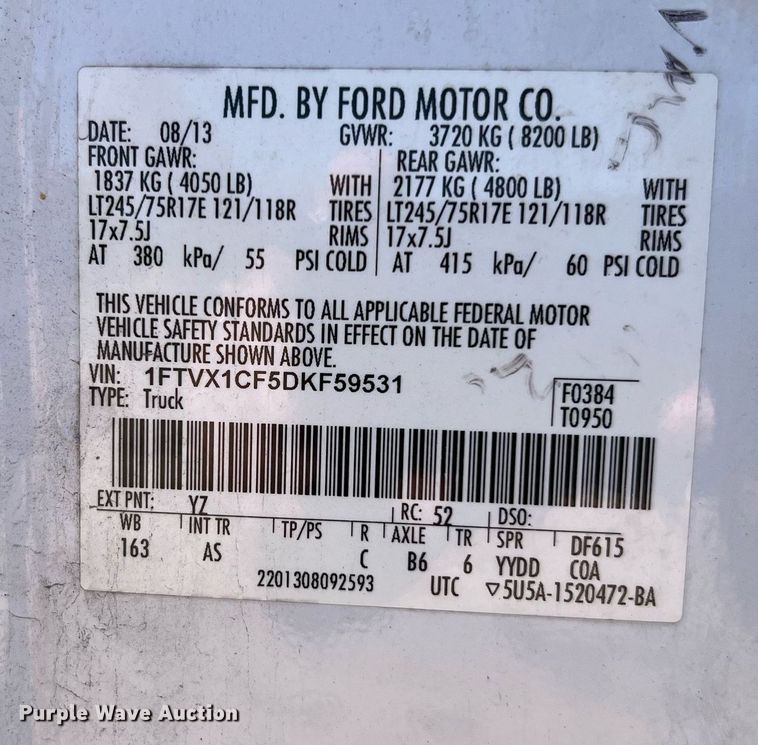 MFD. BY FORD MOTOR CO.
DATE: 08/13 GVWR: 3720 KG ( 8200 LB)
FRONT GAWR: REAR GAWR:
1837 KG ( 4050 LB) WITH 2177 KG ( 4800 LB) WITH
LT245/75R17E 121/118R TIRES LT245/75R17E 121/118R TIRES
17x7.5J RIMS 17x7.5J RIMS
AT 380 kPa/ 55 PSI COLD AT 415 kPa/ 60 PSI COLD
THIS VEHICLE CONFORMS TO ALL APPLICABLE FEDERAL MOTOR
VEHICLE SAFETY STANDARDS IN EFFECT ON THE DATE OF
MANUFACTURE SHOWN ABOVE.
VIN: 1FTVX1CF5DKF59531
TYPE: Truck
F0384
T0950
EXT PNT: YZ RC: 52 DSO:
WB INT TR TP/PS R AXLE TR SPR DF615
163 AS C B6 6 YYDD COA
2201308092593 UTC ▽5U5A-1520472-BA
Purple Wave Auction